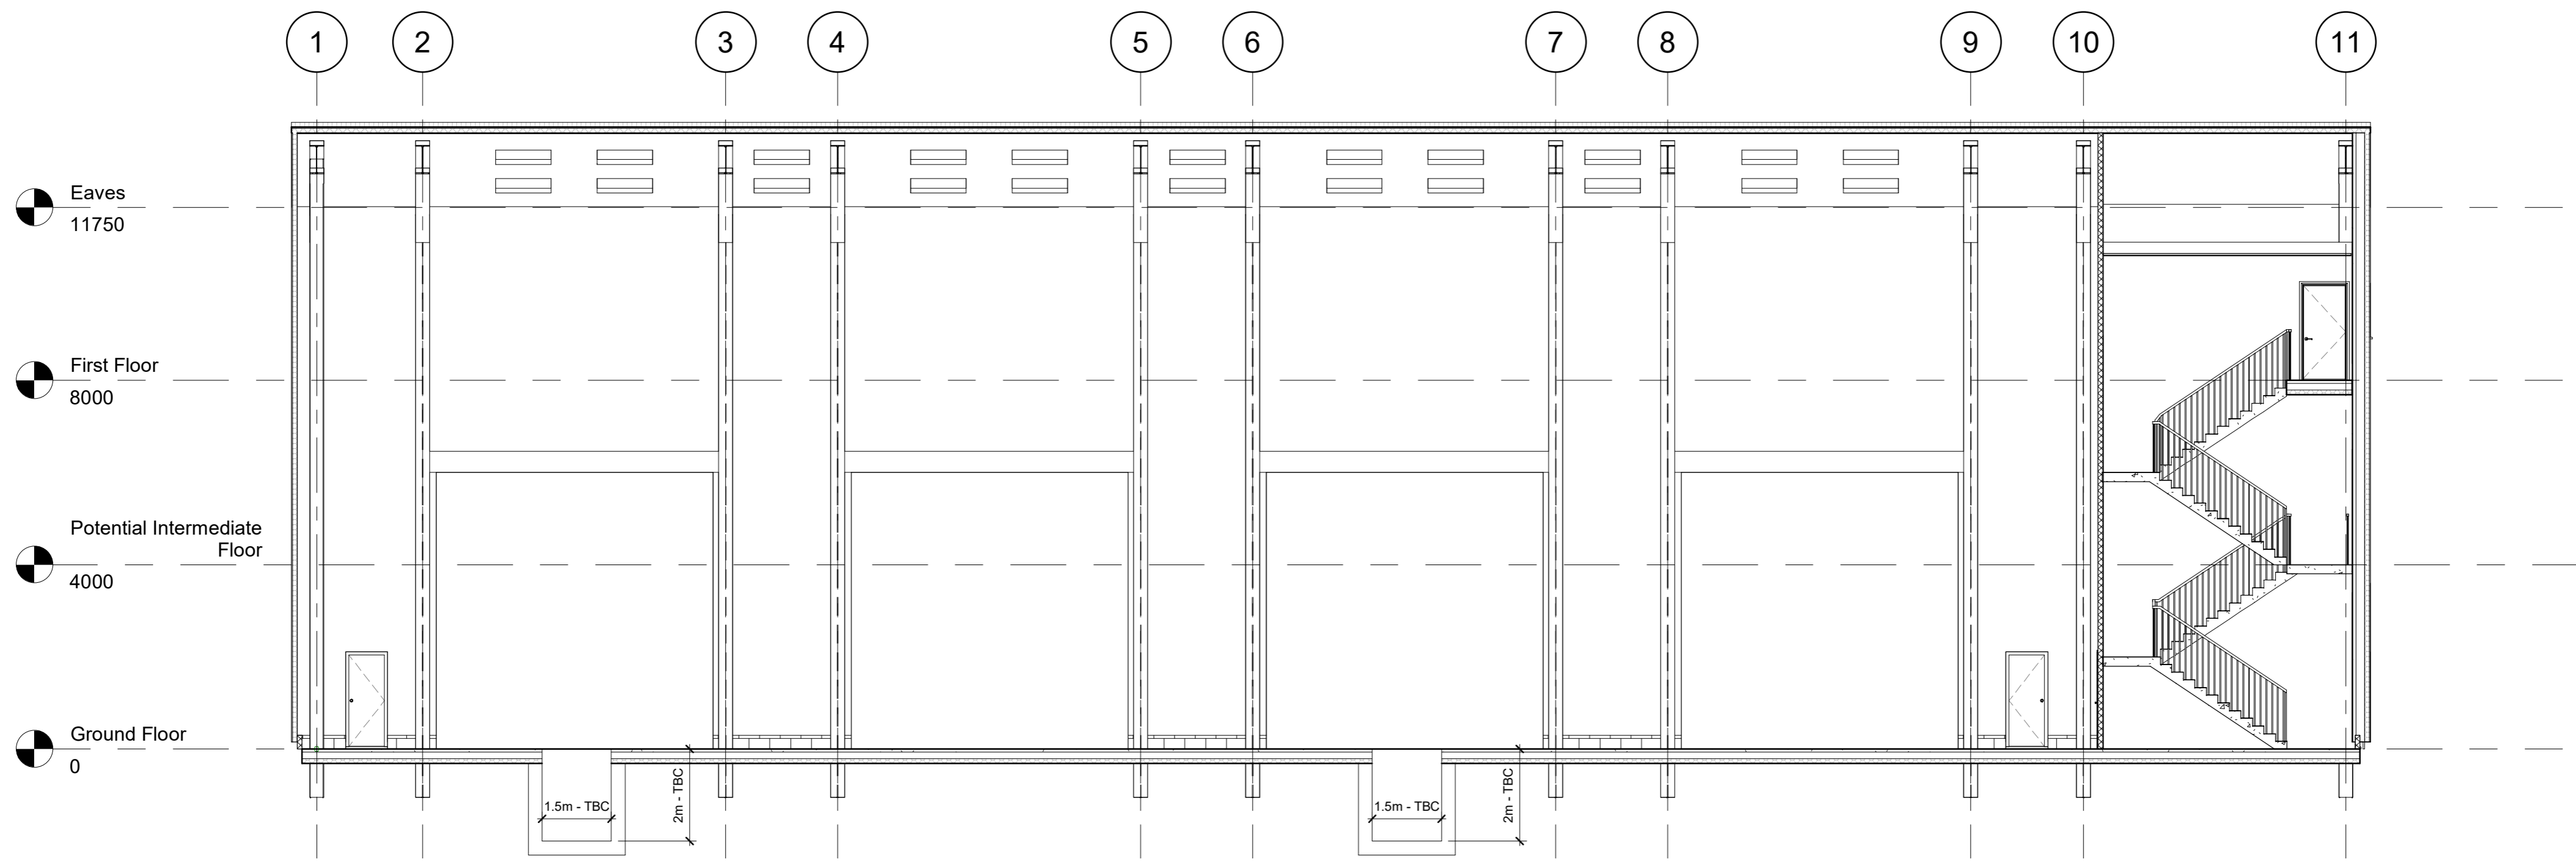 1 2 3 4 5 6 7 8 9 10 11
Eaves
11750
First Floor
8000
Potential Intermediate
Floor
4000
Ground Floor
0
1.5m - TBC
2m - TBC
1.5m - TBC
2m - TBC